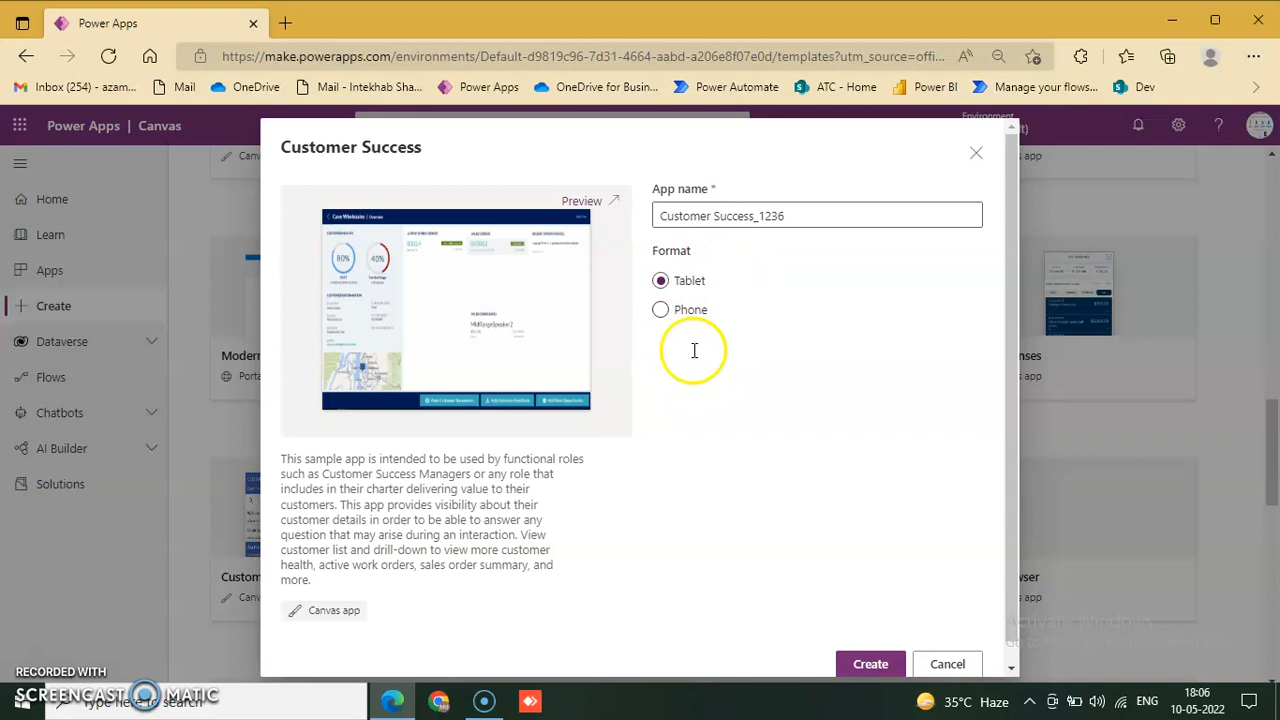 Power Apps
https://make.powerapps.com/environments/Default-d9819c96-7d31-4664-aabd-a206e8f07e0d/templates?utm_source=offi...
Inbox (254) - azam... Mail OneDrive Mail - Intekhab Sha... Power Apps OneDrive for Busin... Power Automate ATC - Home Power BI Manage your flows... Dev
Power Apps | Canvas
Environment
Home
Learn
Apps
Create
Dataverse
Flows
Chatbots
AI Builder
Solutions
Customer Success
Preview
App name *
Customer Success_1236
Format
Tablet
Phone
80%
40%
MidRangeSpeaker 2
This sample app is intended to be used by functional roles
such as Customer Success Managers or any role that
includes in their charter delivering value to their
customers. This app provides visibility about their
customer details in order to be able to answer any
question that may arise during an interaction. View
customer list and drill-down to view more customer
health, active work orders, sales order summary, and
more.
Canvas app
Create
Cancel
RECORDED WITH
SCREENCAST MATIC
Type here to search
35°C Haze
ENG
18:06
10-05-2022